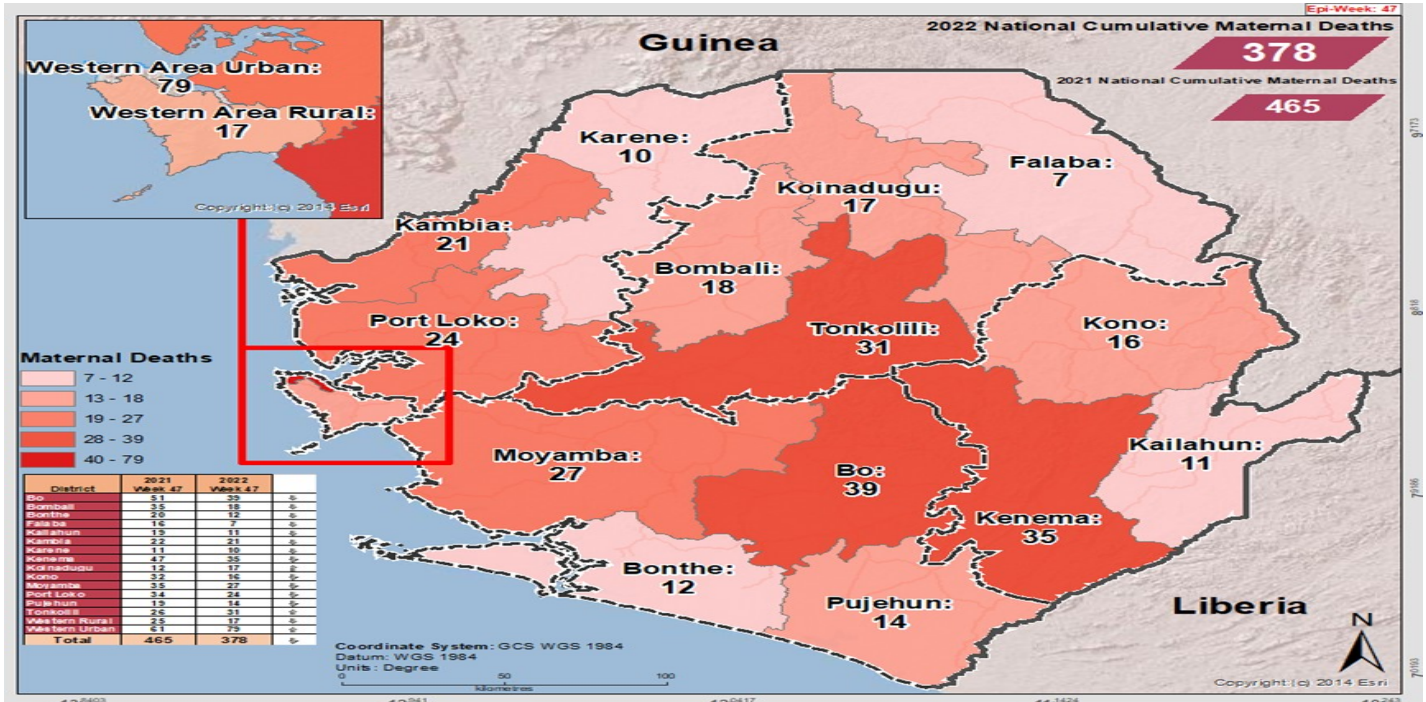 Epi-Week: 47
2022 National Cumulative Maternal Deaths
378
2021 National Cumulative Maternal Deaths
465
Guinea
Western Area Urban:
79
Western Area Rural:
17
Copyright:(c) 2014 Esri
Karene:
10
Falaba:
7
Koinadugu:
17
Kambia:
21
Bombali:
18
Port Loko:
24
Tonkolili:
31
Kono:
16
Moyamba:
27
Bo:
39
Kailahun:
11
Kenema:
35
Bonthe:
12
Pujehun:
14
Liberia
N
Maternal Deaths
7 - 12
13 - 18
19 - 27
28 - 39
40 - 79
District 2021 Week 47 2022 Week 47
Bo 51 39
Bombali 35 18
Bonthe 20 12
Falaba 16 7
Kailahun 19 11
Kambia 22 21
Karene 11 10
Kenema 47 35
Koinadugu 12 17
Kono 32 16
Moyamba 35 27
Port Loko 34 24
Pujehun 19 14
Tonkolili 26 31
Western Rural 25 17
Western Urban 61 79
Total 465 378
Coordinate System: GCS WGS 1984
Datum: WGS 1984
Units: Degree
0 50 100
kilometres
Copyright:(c) 2014 Esri